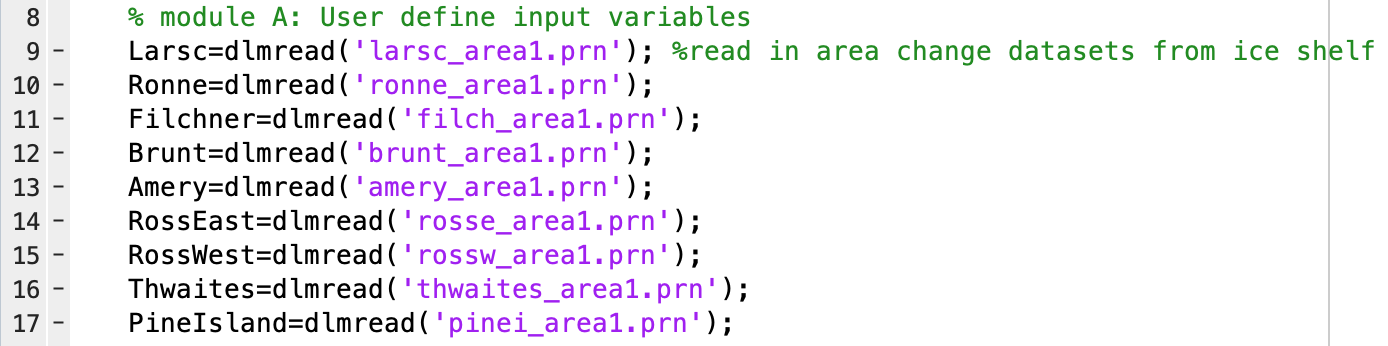 8 % module A: User define input variables
9 - Larsc=dlmread('larsc_area1.prn'); %read in area change datasets from ice shelf
10 - Ronne=dlmread('ronne_area1.prn');
11 - Filchner=dlmread('filch_area1.prn');
12 - Brunt=dlmread('brunt_area1.prn');
13 - Amery=dlmread('amery_area1.prn');
14 - RossEast=dlmread('rosse_area1.prn');
15 - RossWest=dlmread('rossw_area1.prn');
16 - Thwaites=dlmread('thwaites_area1.prn');
17 - PineIsland=dlmread('pinei_area1.prn');